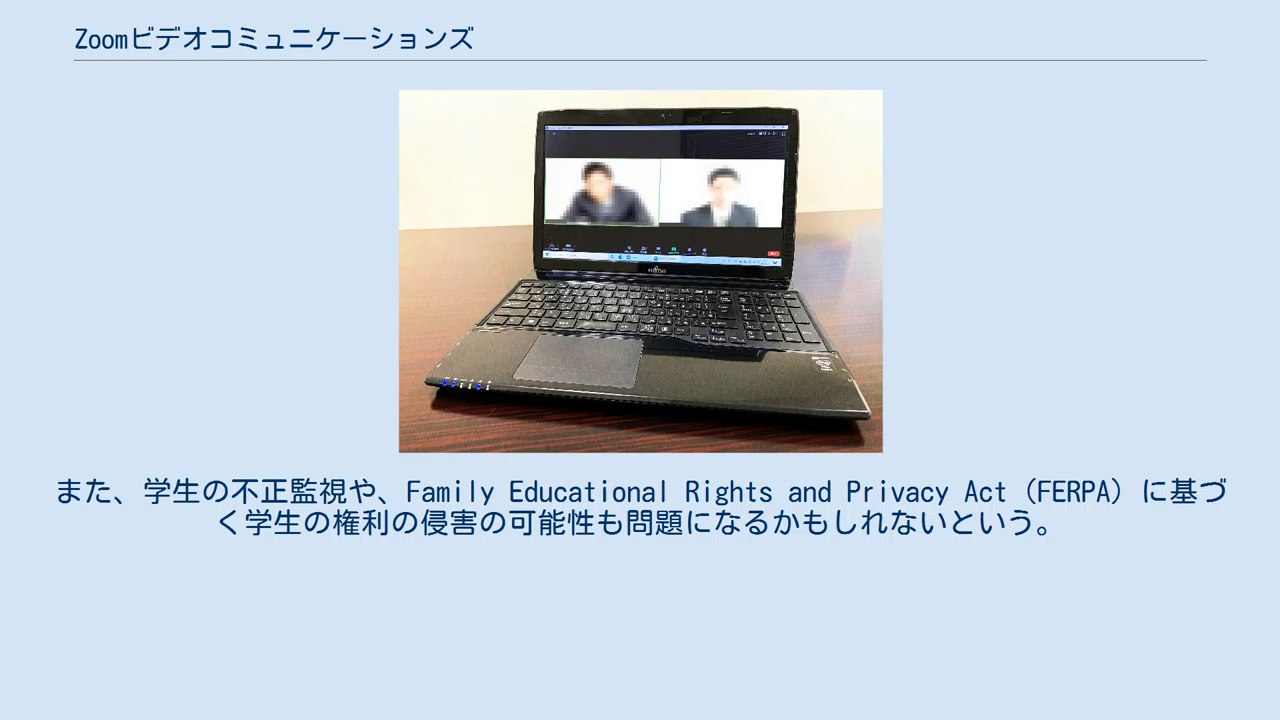 Zoomビデオコミュニケーションズ
FUJITSU
また、学生の不正監視や、Family Educational Rights and Privacy Act（FERPA）に基づ
く学生の権利の侵害の可能性も問題になるかもしれないという。